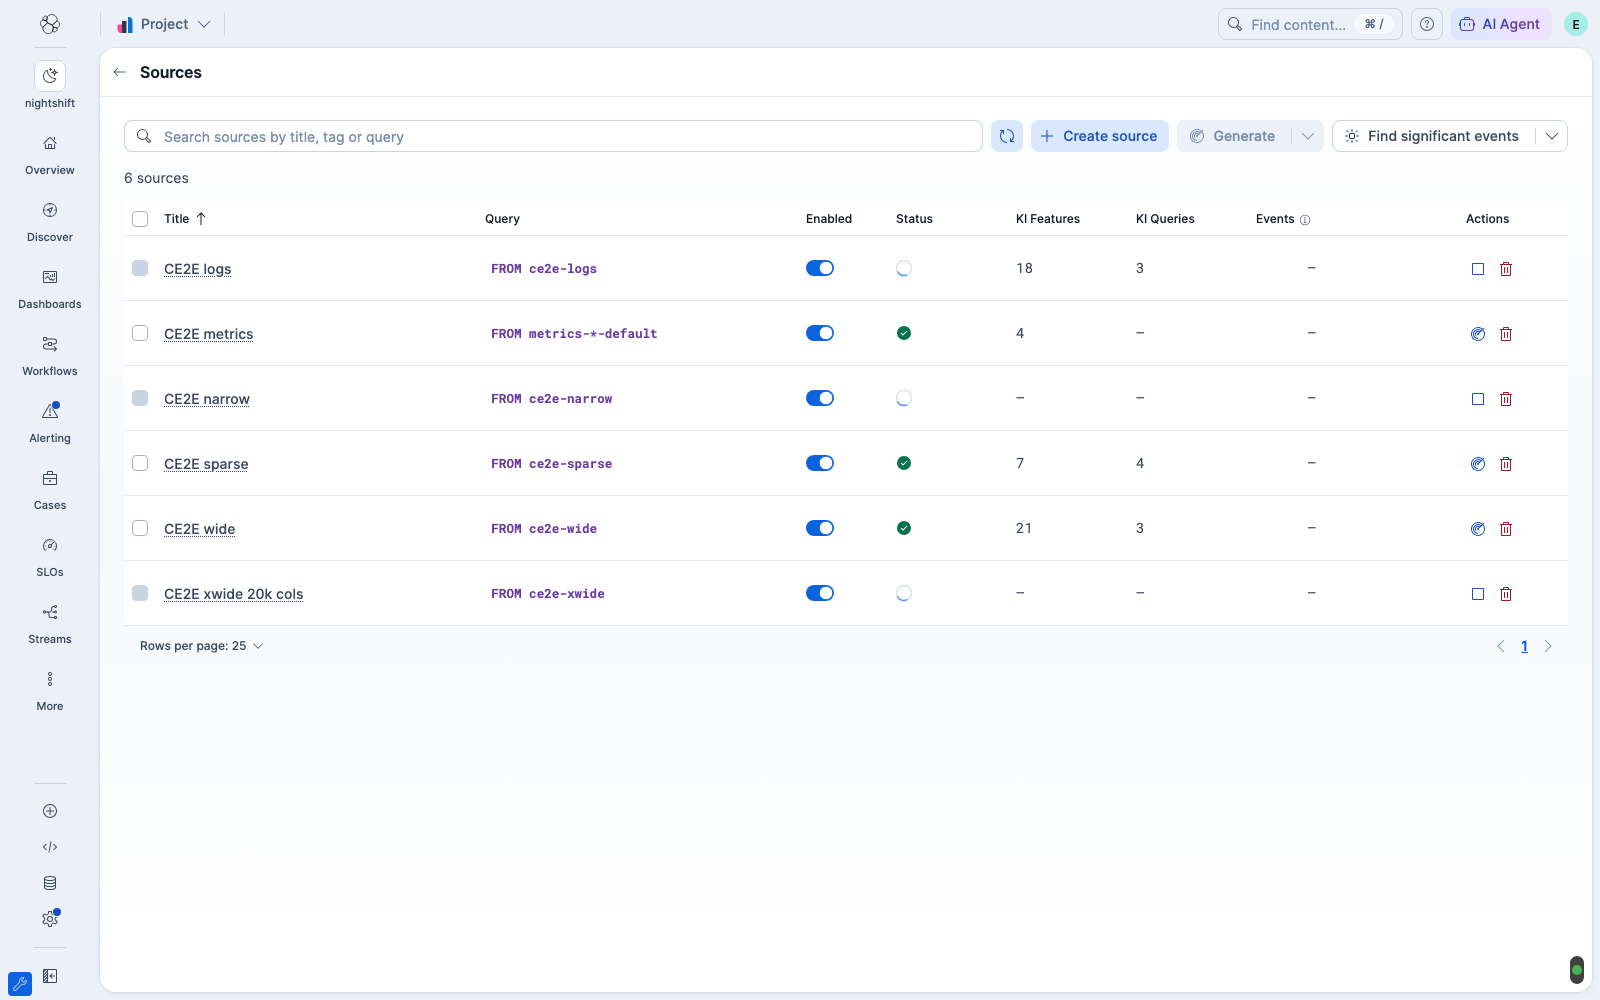 Project
Find content...
⌘ /
AI Agent
E
nightshift
Overview
Discover
Dashboards
Workflows
Alerting
Cases
SLOs
Streams
More
Sources
Search sources by title, tag or query
Create source
Generate
Find significant events
6 sources
Title Query Enabled Status KI Features KI Queries Events Actions
CE2E logs FROM ce2e-logs 18 3 –
CE2E metrics FROM metrics-*-default 4 – –
CE2E narrow FROM ce2e-narrow – – –
CE2E sparse FROM ce2e-sparse 7 4 –
CE2E wide FROM ce2e-wide 21 3 –
CE2E xwide 20k cols FROM ce2e-xwide – – –
Rows per page: 25
1